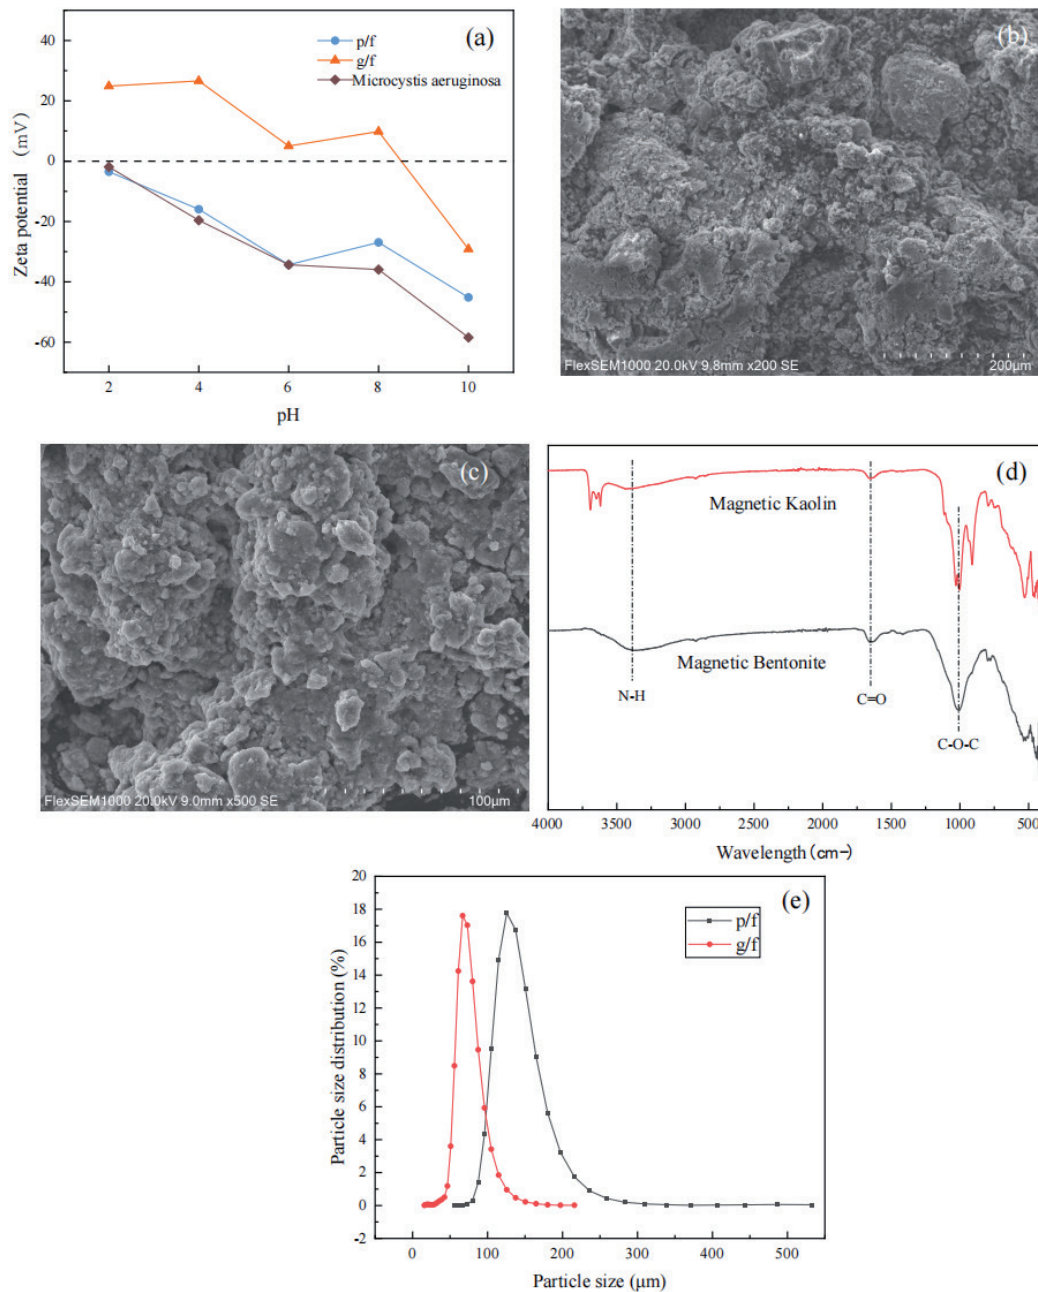 (a)
p/f
g/f
Microcystis aeruginosa
40
20
0
-20
-40
-60
Zeta potential (mV)
2 4 6 8 10
pH
(b)
FlexSEM1000 20.0kV 9.8mm x200 SE 200μm
(c)
FlexSEM1000 20.0kV 9.0mm x500 SE 100μm
(d)
Magnetic Kaolin
Magnetic Bentonite
N-H
C=O
C-O-C
4000 3500 3000 2500 2000 1500 1000 500
Wavelength(cm-)
(e)
p/f
g/f
20
18
16
14
12
10
8
6
4
2
0
-2
Particle size distribution (%)
0 100 200 300 400 500
Particle size (μm)